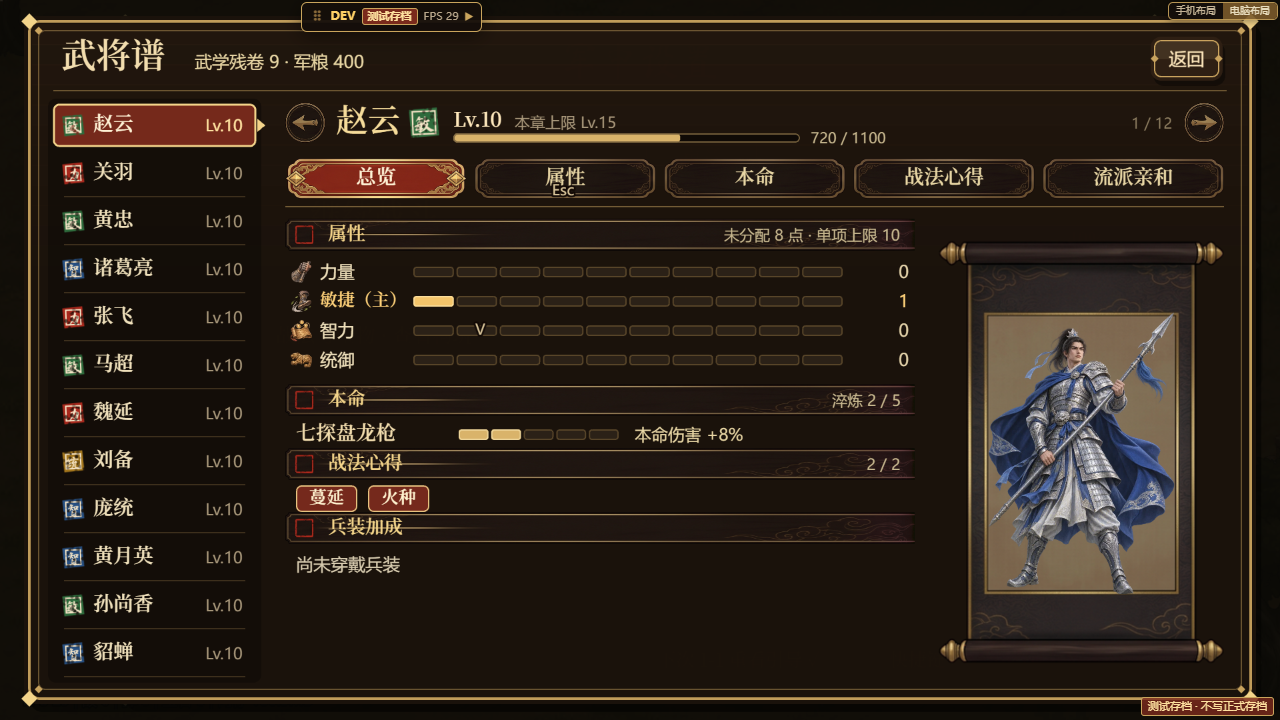 DEV 测试存档 FPS 29
手机布局 电脑布局
武将谱 武学残卷 9 · 军粮 400
返回
武 赵云 Lv.10
关羽 Lv.10
黄忠 Lv.10
诸葛亮 Lv.10
张飞 Lv.10
马超 Lv.10
魏延 Lv.10
刘备 Lv.10
庞统 Lv.10
黄月英 Lv.10
孙尚香 Lv.10
貂蝉 Lv.10
赵云 敏 Lv.10 本章上限 Lv.15
720 / 1100
1 / 12
总览 属性 本命 战法心得 流派亲和
ESC
属性 未分配 8 点 · 单项上限 10
力量 0
敏捷（主） 1
智力 V 0
统御 0
本命 淬炼 2 / 5
七探盘龙枪 本命伤害 +8%
战法心得 2 / 2
蔓延 火种
兵装加成
尚未穿戴兵装
测试存档 · 不写正式存档